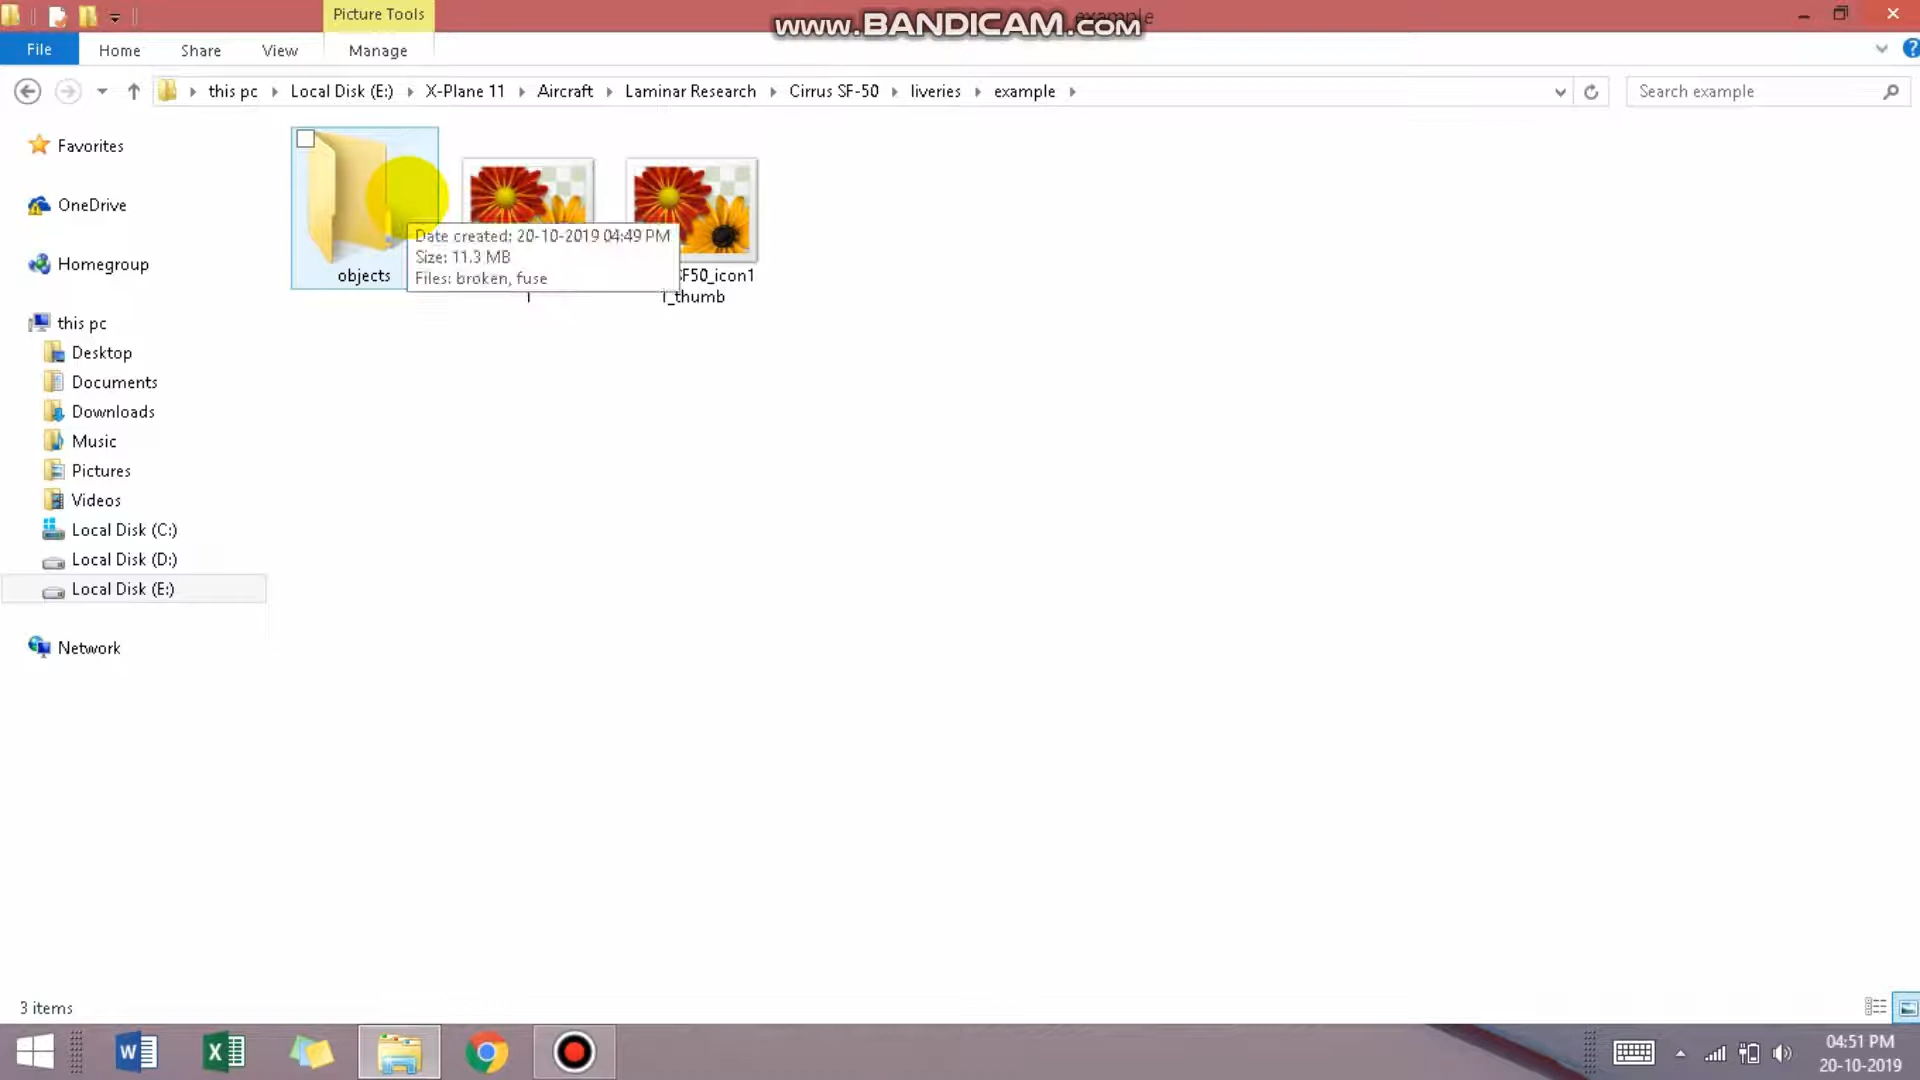 Picture Tools
www.BANDICAM.com
example
File
Home
Share
View
Manage
this pc
Local Disk (E:)
X-Plane 11
Aircraft
Laminar Research
Cirrus SF-50
liveries
example
Search example
Favorites
OneDrive
Homegroup
this pc
Desktop
Documents
Downloads
Music
Pictures
Videos
Local Disk (C:)
Local Disk (D:)
Local Disk (E:)
Network
objects
Date created: 20-10-2019 04:49 PM
Size: 11.3 MB
Files: broken, fuse
SF50_icon1
1_thumb
3 items
04:51 PM
20-10-2019